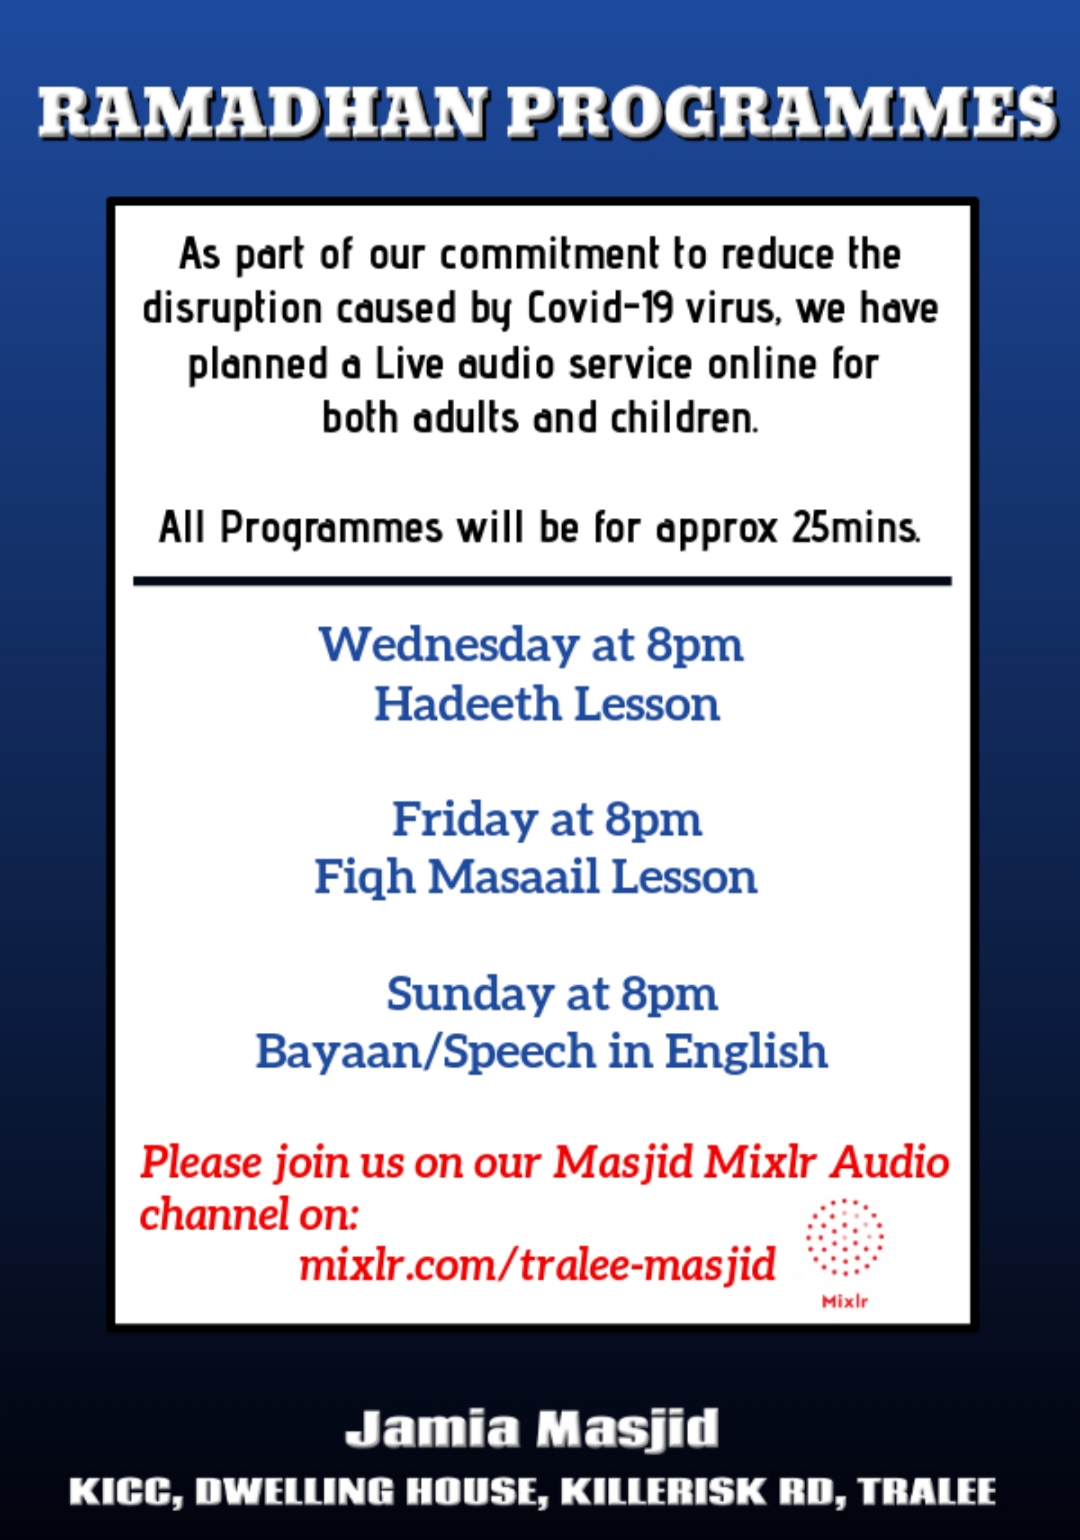 RAMADHAN PROGRAMMES
As part of our commitment to reduce the
disruption caused by Covid-19 virus, we have
planned a Live audio service online for
both adults and children.
All Programmes will be for approx 25mins.
Wednesday at 8pm
Hadeeth Lesson
Friday at 8pm
Fiqh Masaail Lesson
Sunday at 8pm
Bayaan/Speech in English
Please join us on our Masjid Mixlr Audio
channel on:
mixlr.com/tralee-masjid
Mixlr
Jamia Masjid
KICC, DWELLING HOUSE, KILLERISK RD, TRALEE